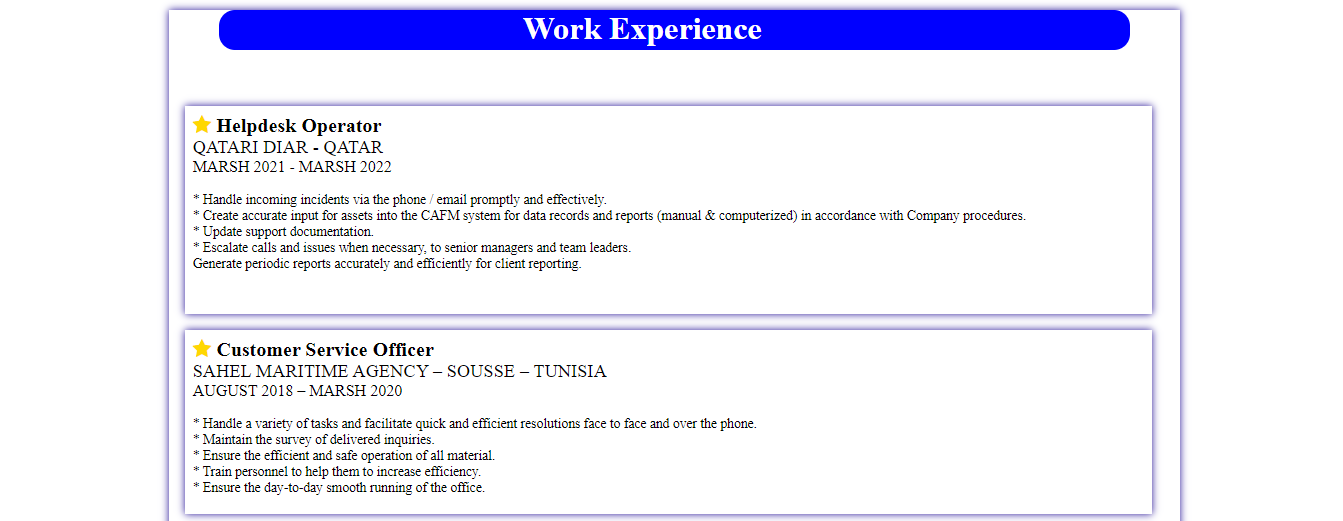 Work Experience
Helpdesk Operator
QATARI DIAR - QATAR
MARSH 2021 - MARSH 2022
* Handle incoming incidents via the phone / email promptly and effectively.
* Create accurate input for assets into the CAFM system for data records and reports (manual & computerized) in accordance with Company procedures.
* Update support documentation.
* Escalate calls and issues when necessary, to senior managers and team leaders.
Generate periodic reports accurately and efficiently for client reporting.
Customer Service Officer
SAHEL MARITIME AGENCY – SOUSSE – TUNISIA
AUGUST 2018 – MARSH 2020
* Handle a variety of tasks and facilitate quick and efficient resolutions face to face and over the phone.
* Maintain the survey of delivered inquiries.
* Ensure the efficient and safe operation of all material.
* Train personnel to help them to increase efficiency.
* Ensure the day-to-day smooth running of the office.